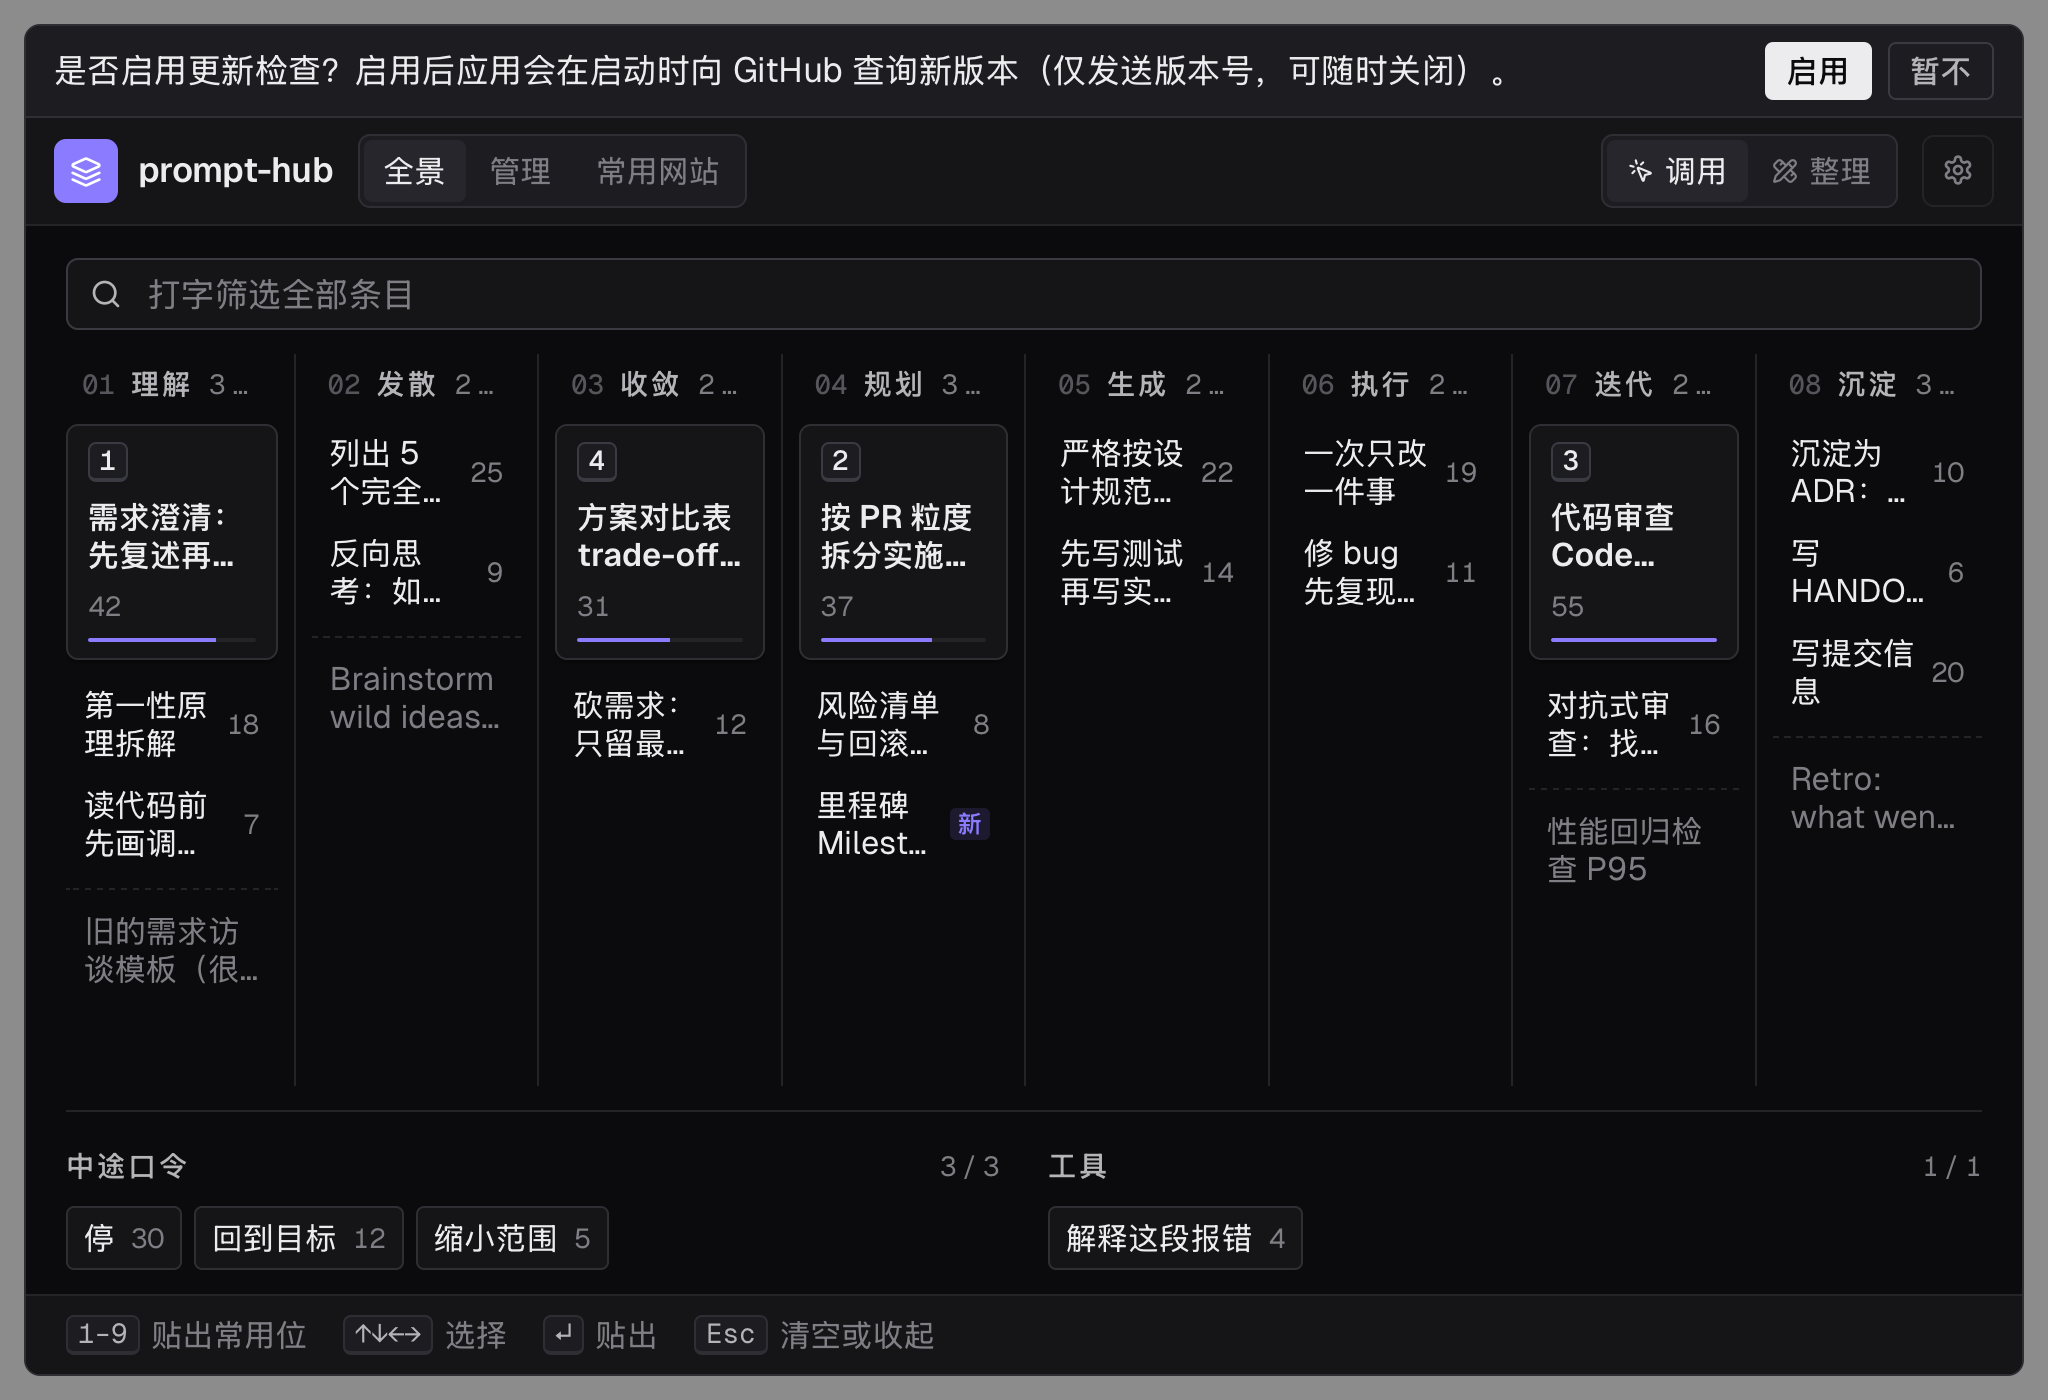 是否启用更新检查？启用后应用会在启动时向 GitHub 查询新版本（仅发送版本号，可随时关闭）。
启用
暂不
prompt-hub
全景
管理
常用网站
调用
整理
打字筛选全部条目
01 理解 3…
1
需求澄清：
先复述再…
42
第一性原
理拆解
18
读代码前
先画调…
7
旧的需求访
谈模板（很…
02 发散 2…
列出 5
个完全…
25
反向思
考：如…
9
Brainstorm
wild ideas…
03 收敛 2…
4
方案对比表
trade-off…
31
砍需求：
只留最…
12
04 规划 3…
2
按 PR 粒度
拆分实施…
37
风险清单
与回滚…
8
里程碑
Milest…
新
05 生成 2…
严格按设
计规范…
22
先写测试
再写实…
14
06 执行 2…
一次只改
一件事
19
修 bug
先复现…
11
07 迭代 2…
3
代码审查
Code…
55
对抗式审
查：找…
16
性能回归检
查 P95
08 沉淀 3…
沉淀为
ADR：…
10
写
HANDO…
6
写提交信
息
20
Retro:
what wen…
中途口令
3 / 3
停 30
回到目标 12
缩小范围 5
工具
1 / 1
解释这段报错 4
1-9 贴出常用位
↑↓←→ 选择
↵ 贴出
Esc 清空或收起